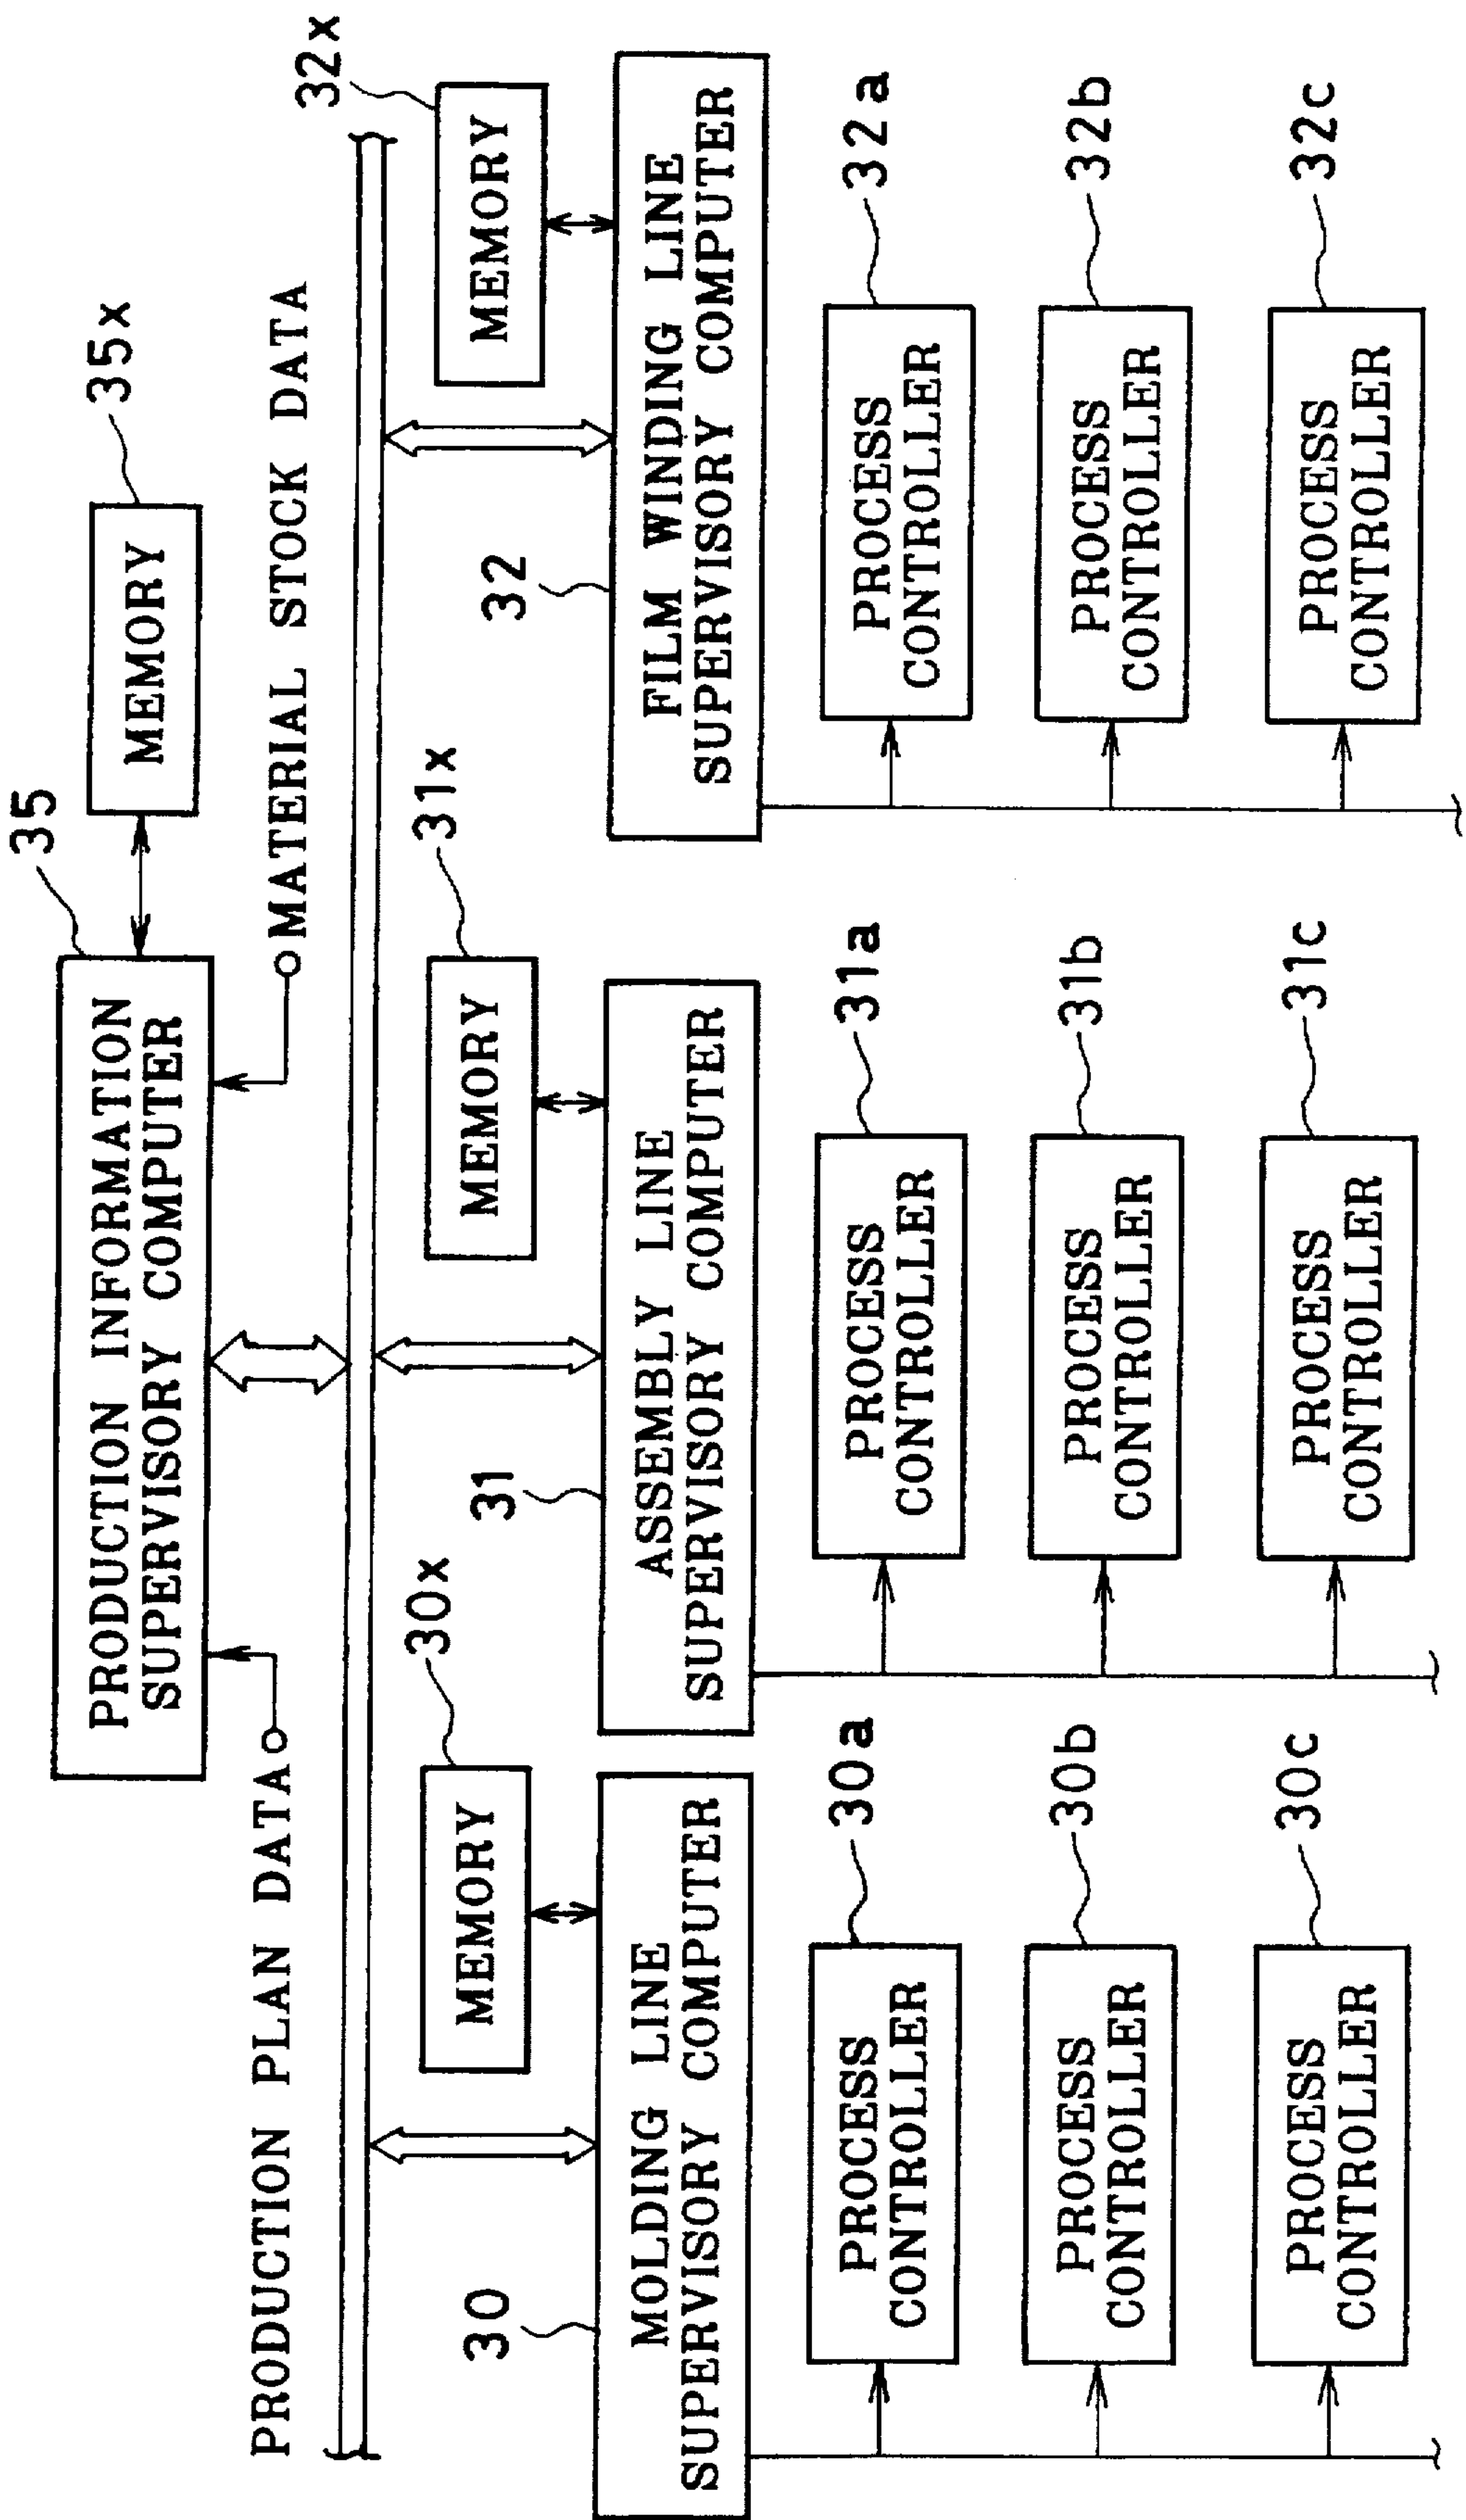 35
PRODUCTION INFORMATION
SUPERVISORY COMPUTER
MEMORY
35x
PRODUCTION PLAN DATA
MATERIAL STOCK DATA
30
30x
MEMORY
MOLDING LINE
SUPERVISORY COMPUTER
PROCESS
CONTROLLER
30a
PROCESS
CONTROLLER
30b
PROCESS
CONTROLLER
30c
31
31x
MEMORY
ASSEMBLY LINE
SUPERVISORY COMPUTER
PROCESS
CONTROLLER
31a
PROCESS
CONTROLLER
31b
PROCESS
CONTROLLER
31c
32
32x
MEMORY
FILM WINDING LINE
SUPERVISORY COMPUTER
PROCESS
CONTROLLER
32a
PROCESS
CONTROLLER
32b
PROCESS
CONTROLLER
32c